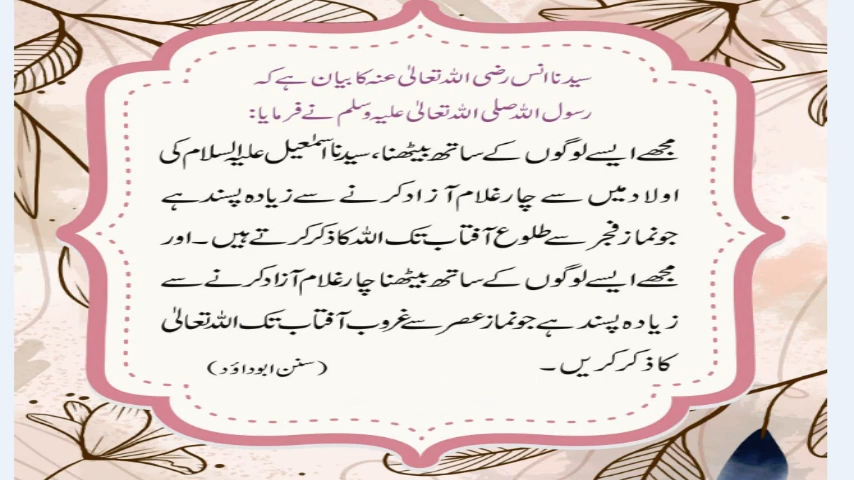 سیدنا انس رضی اللہ تعالیٰ عنہ کا بیان ہے کہ
رسول اللہ صلی اللہ تعالیٰ علیہ وسلم نے فرمایا:
مجھے ایسے لوگوں کے ساتھ بیٹھنا، سیدنا اسمٰعیل علیہ السلام کی
اولاد میں سے چار غلام آزاد کرنے سے زیادہ پسند ہے
جو نماز فجر سے طلوع آفتاب تک اللہ کا ذکر کرتے ہیں۔ اور
مجھے ایسے لوگوں کے ساتھ بیٹھنا چار غلام آزاد کرنے سے
زیادہ پسند ہے جو نماز عصر سے غروب آفتاب تک اللہ تعالیٰ
کا ذکر کریں۔ (سنن ابوداؤد)